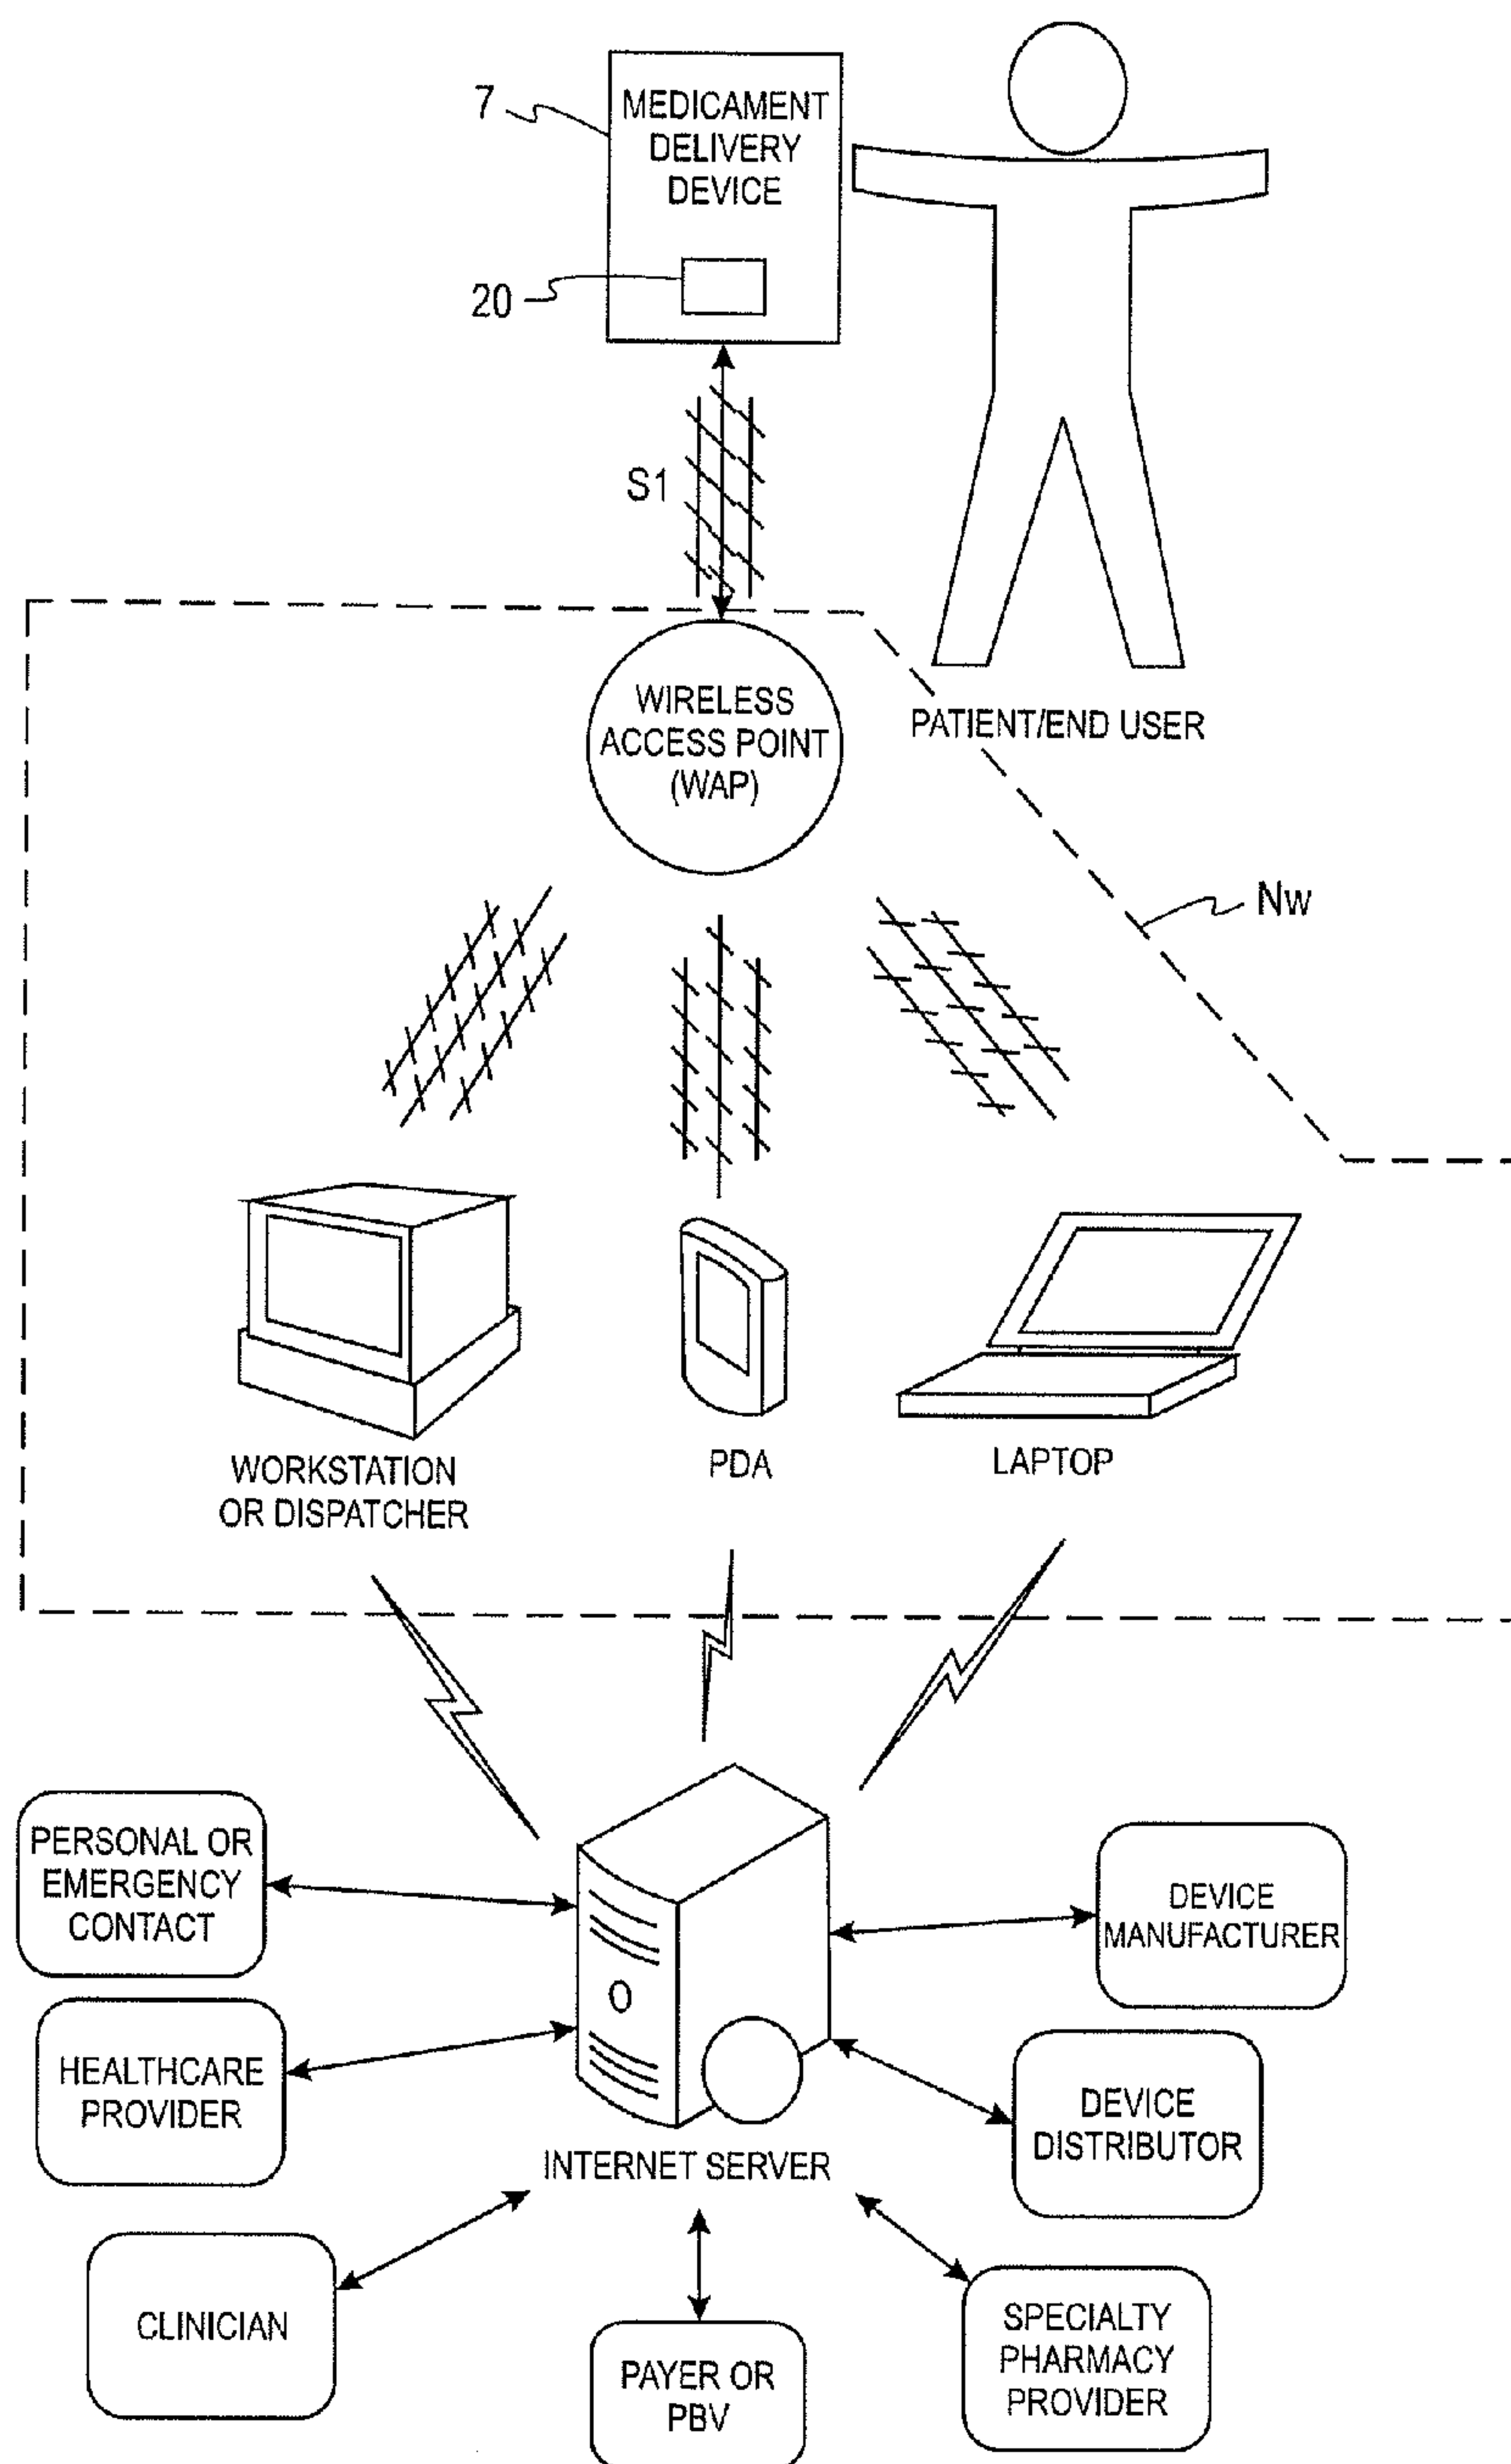 7
MEDICAMENT
DELIVERY
DEVICE
20
S1
WIRELESS
ACCESS POINT
(WAP)
PATIENT/END USER
Nw
WORKSTATION
OR DISPATCHER
PDA
LAPTOP
PERSONAL OR
EMERGENCY
CONTACT
DEVICE
MANUFACTURER
HEALTHCARE
PROVIDER
DEVICE
DISTRIBUTOR
INTERNET SERVER
CLINICIAN
PAYER OR
PBV
SPECIALTY
PHARMACY
PROVIDER